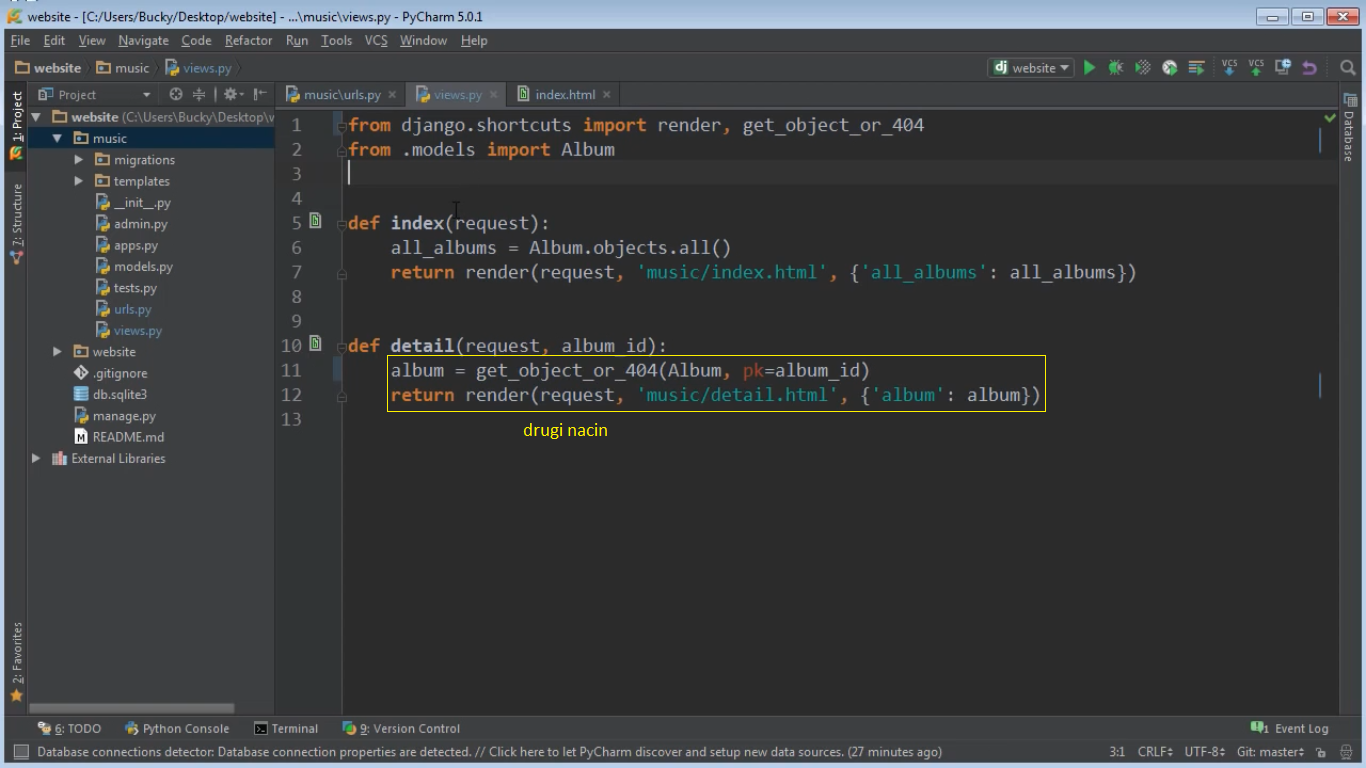 website - [C:/Users/Bucky/Desktop/website] - ...\music\views.py - PyCharm 5.0.1
File Edit View Navigate Code Refactor Run Tools VCS Window Help
website music views.py
dj website
VCS VCS
Project
music\urls.py views.py index.html
1: Project
7: Structure
2: Favorites
Database
website (C:\Users\Bucky\Desktop\w
music
migrations
templates
__init__.py
admin.py
apps.py
models.py
tests.py
urls.py
views.py
website
.gitignore
db.sqlite3
manage.py
README.md
External Libraries
1 from django.shortcuts import render, get_object_or_404
2 from .models import Album
3
4
5 def index(request):
6 all_albums = Album.objects.all()
7 return render(request, 'music/index.html', {'all_albums': all_albums})
8
9
10 def detail(request, album_id):
11 album = get_object_or_404(Album, pk=album_id)
12 return render(request, 'music/detail.html', {'album': album})
13
drugi nacin
6: TODO Python Console Terminal 9: Version Control 1 Event Log
Database connections detector: Database connection properties are detected. // Click here to let PyCharm discover and setup new data sources. (27 minutes ago) 3:1 CRLF UTF-8 Git: master